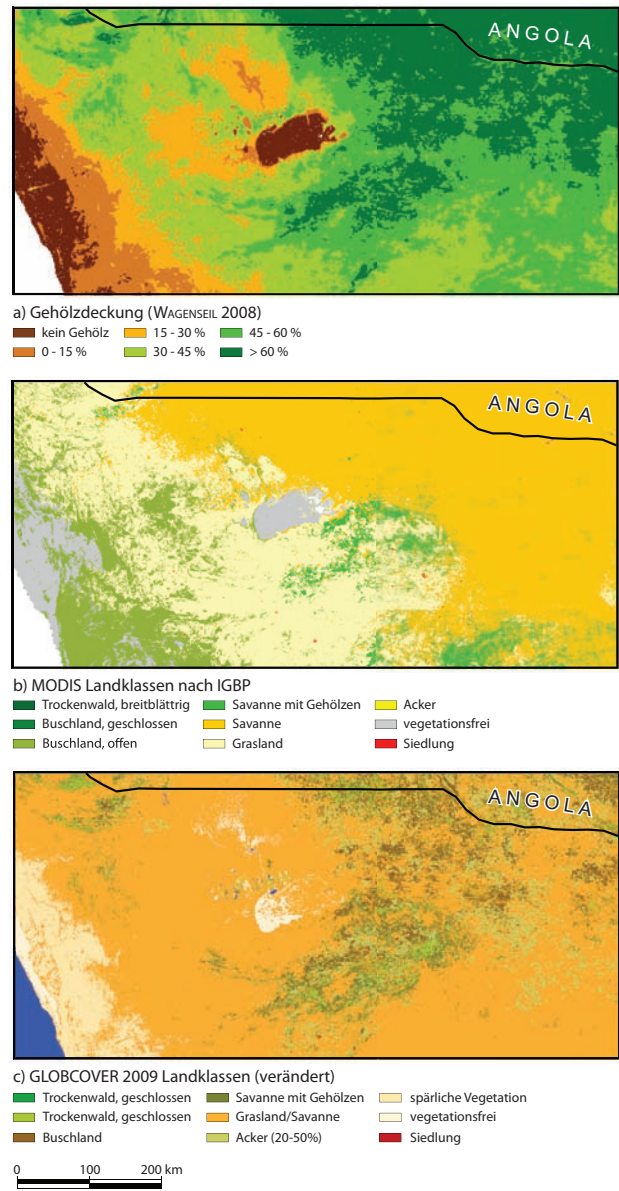 ANGOLA
a) Gehölzdeckung (WAGENSEIL 2008)
kein Gehölz 15 - 30 % 45 - 60 %
0 - 15 % 30 - 45 % > 60 %
ANGOLA
b) MODIS Landklassen nach IGBP
Trockenwald, breitblättrig Savanne mit Gehölzen Acker
Buschland, geschlossen Savanne vegetationsfrei
Buschland, offen Grasland Siedlung
ANGOLA
c) GLOBCOVER 2009 Landklassen (verändert)
Trockenwald, geschlossen Savanne mit Gehölzen spärliche Vegetation
Trockenwald, geschlossen Grasland/Savanne vegetationsfrei
Buschland Acker (20-50%) Siedlung
0 100 200 km